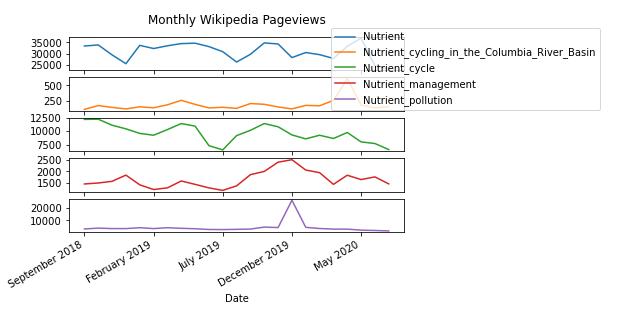 Monthly Wikipedia Pageviews
Nutrient
Nutrient_cycling_in_the_Columbia_River_Basin
Nutrient_cycle
Nutrient_management
Nutrient_pollution
35000
30000
25000
500
250
12500
10000
7500
2500
2000
1500
20000
10000
September 2018
February 2019
July 2019
December 2019
May 2020
Date